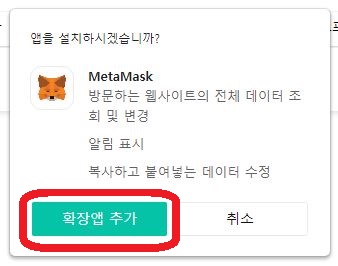 앱을 설치하시겠습니까?
MetaMask
방문하는 웹사이트의 전체 데이터 조
회 및 변경
알림 표시
복사하고 붙여넣는 데이터 수정
확장앱 추가
취소